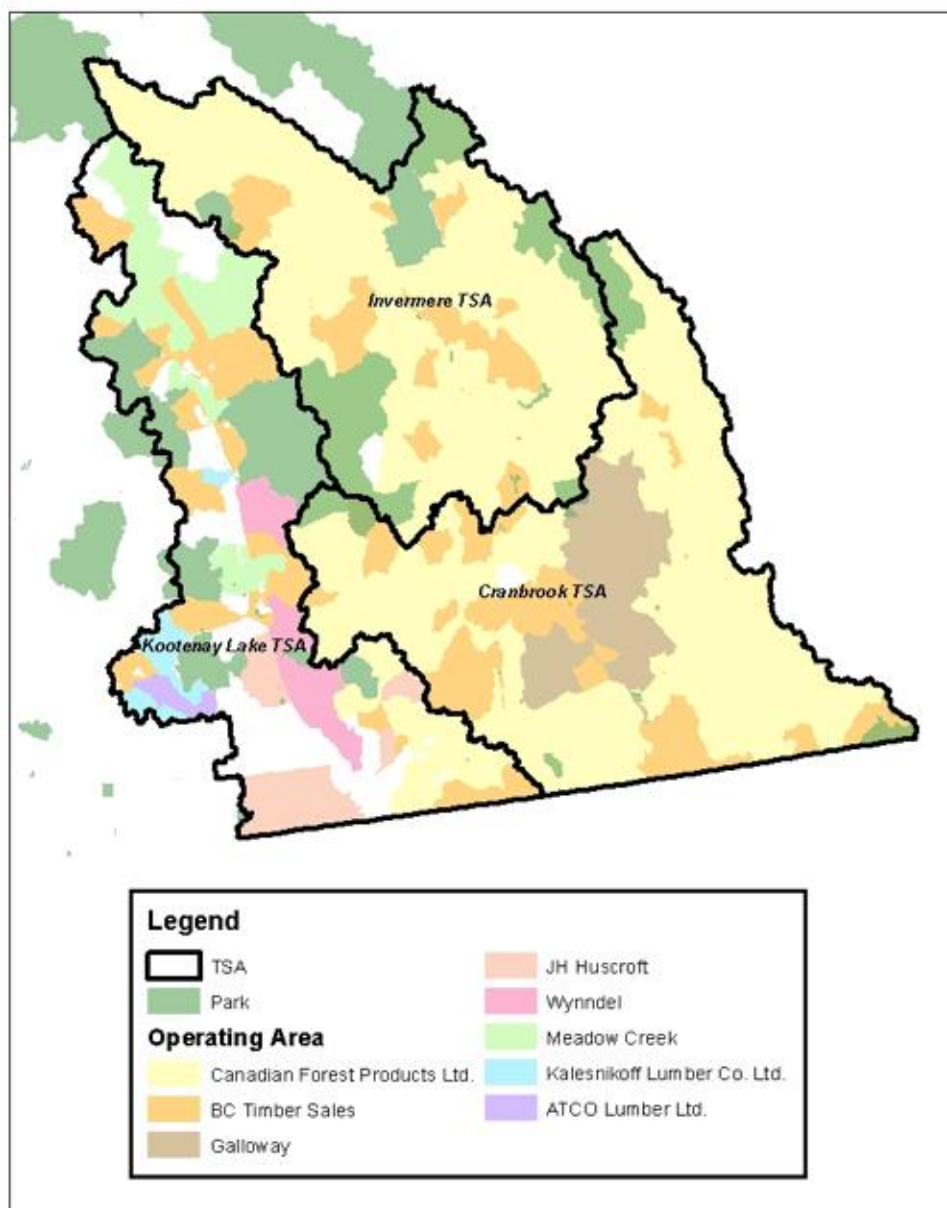 Invermere TSA
Cranbrook TSA
Kootenay Lake TSA
Legend
TSA
Park
Operating Area
Canadian Forest Products Ltd.
BC Timber Sales
Galloway
JH Huscroft
Wynndel
Meadow Creek
Kalesnikoff Lumber Co. Ltd.
ATCO Lumber Ltd.